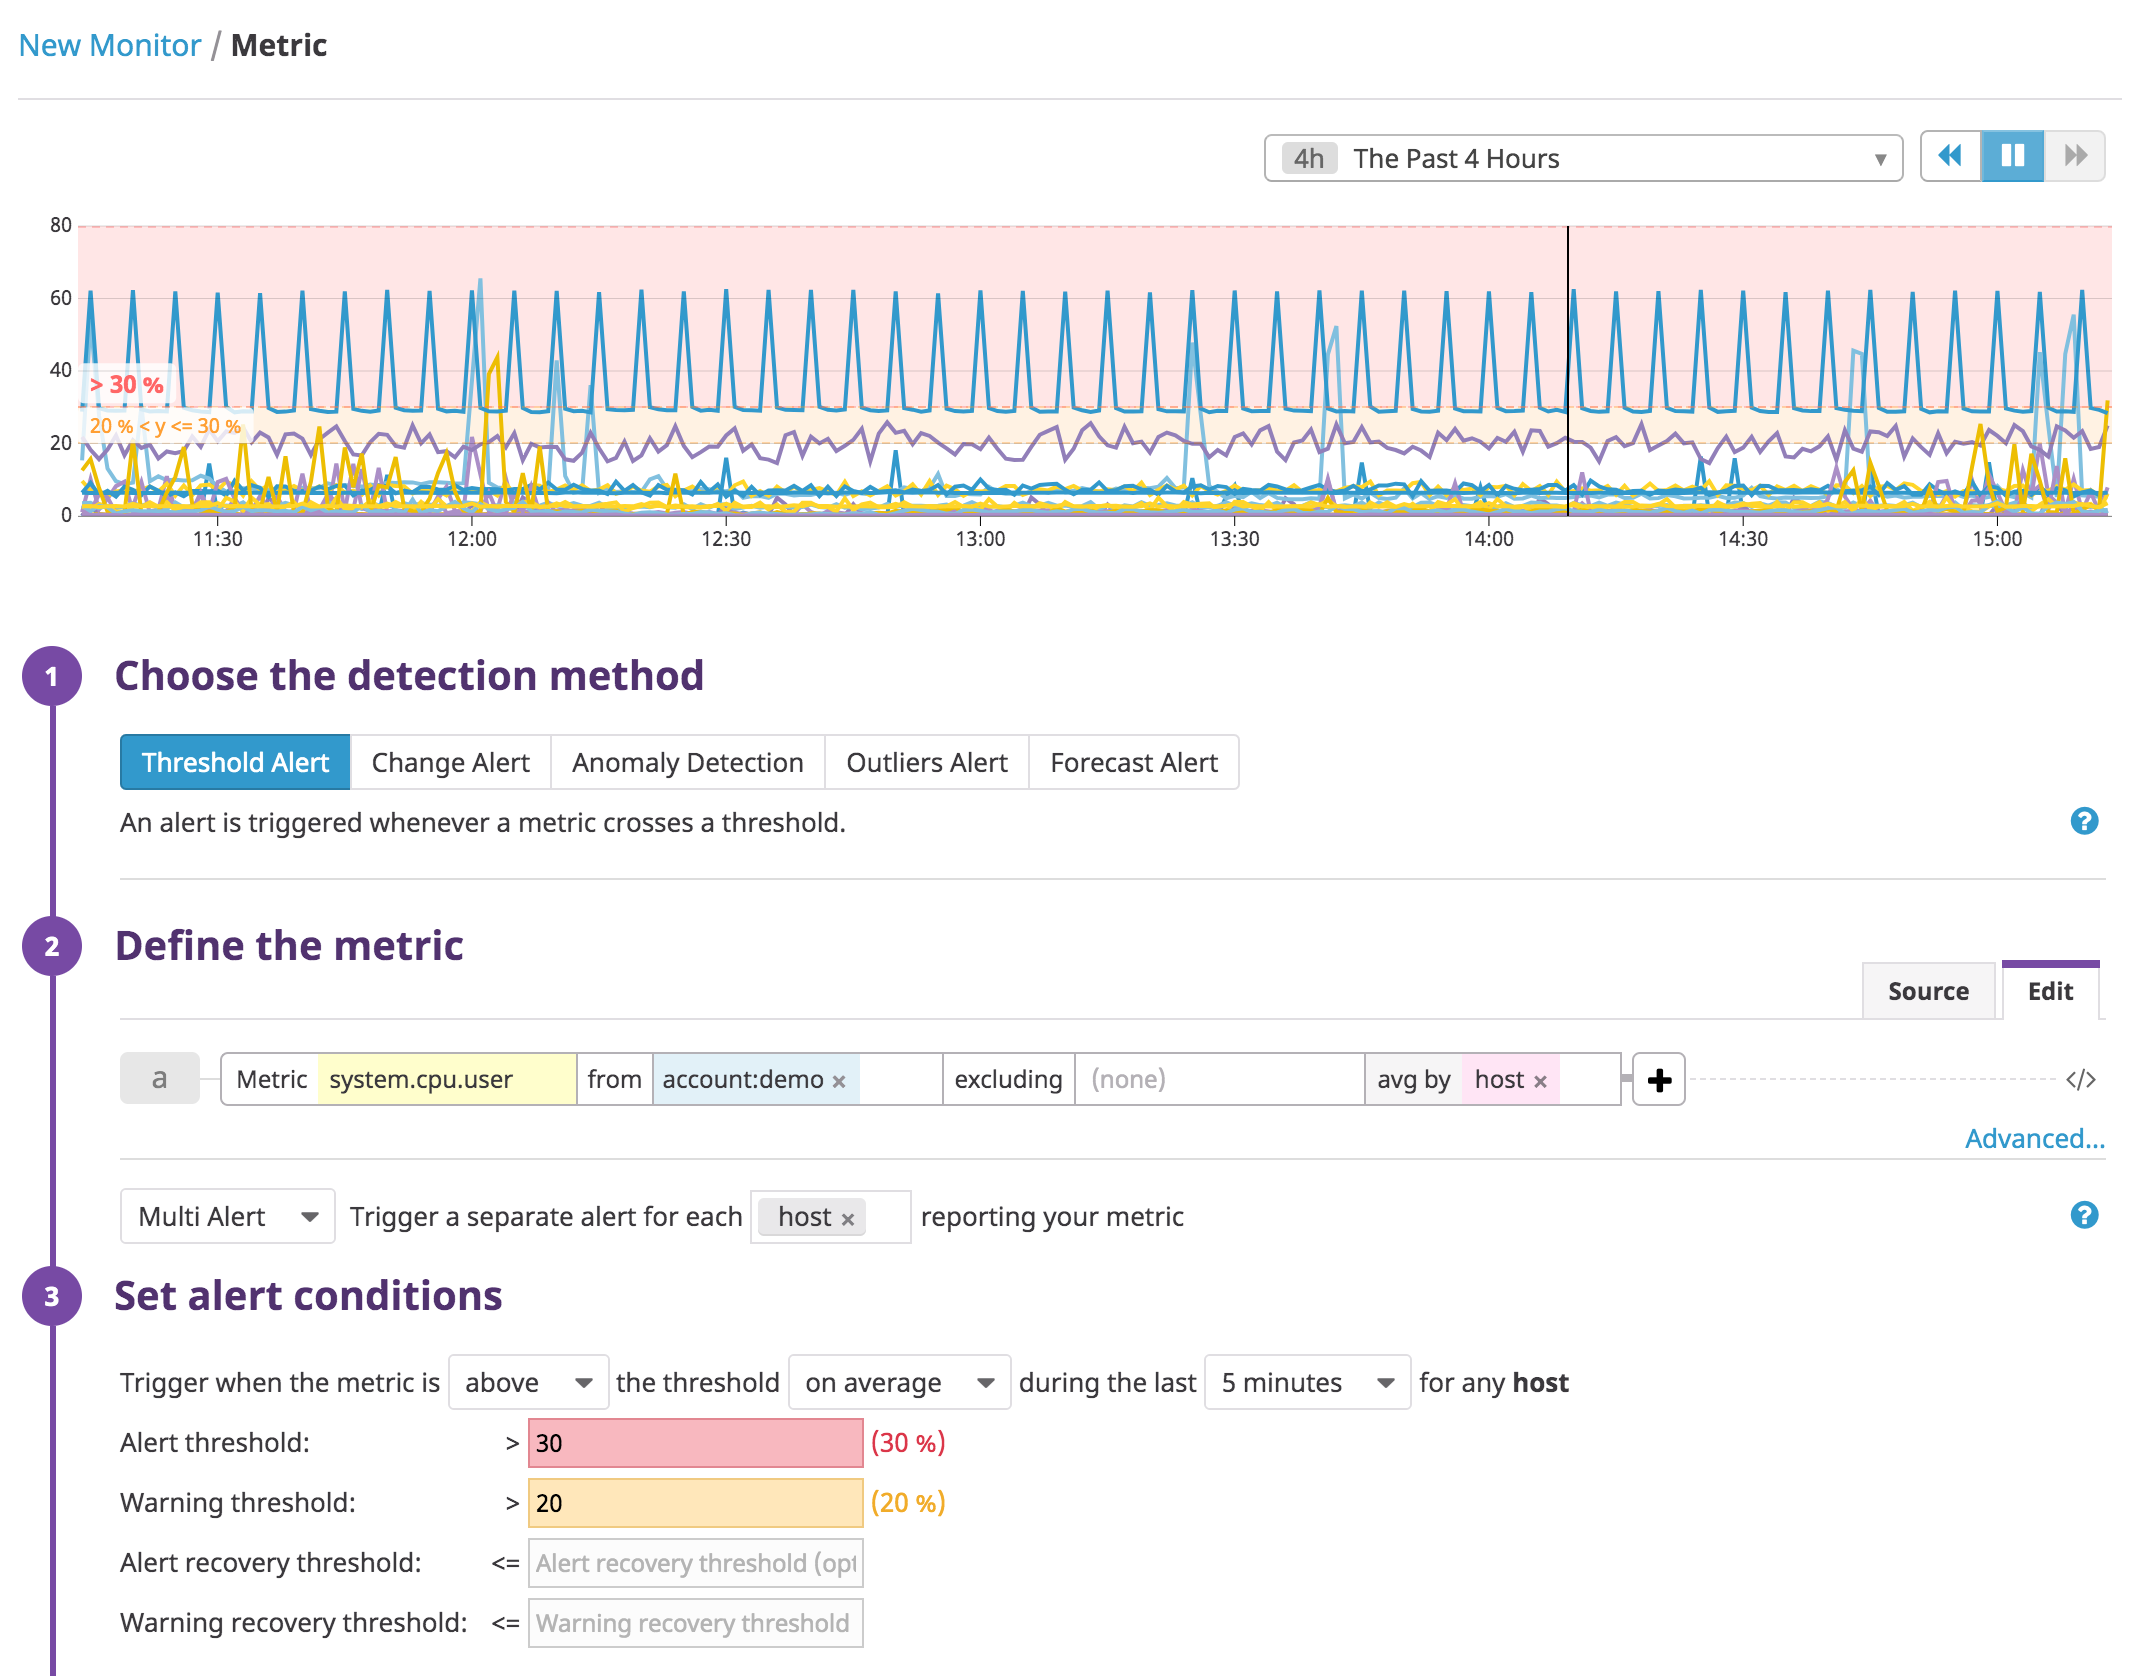 New Monitor / Metric
4h The Past 4 Hours
80
60
40
> 30 %
20 % < y <= 30 %
20
0
11:30 12:00 12:30 13:00 13:30 14:00 14:30 15:00
1 Choose the detection method
Threshold Alert Change Alert Anomaly Detection Outliers Alert Forecast Alert
An alert is triggered whenever a metric crosses a threshold. ?
2 Define the metric
Source Edit
a Metric system.cpu.user from account:demo × excluding (none) avg by host × + </>
Advanced...
Multi Alert Trigger a separate alert for each host × reporting your metric ?
3 Set alert conditions
Trigger when the metric is above the threshold on average during the last 5 minutes for any host
Alert threshold: > 30 (30 %)
Warning threshold: > 20 (20 %)
Alert recovery threshold: <= Alert recovery threshold (opt
Warning recovery threshold: <= Warning recovery threshold